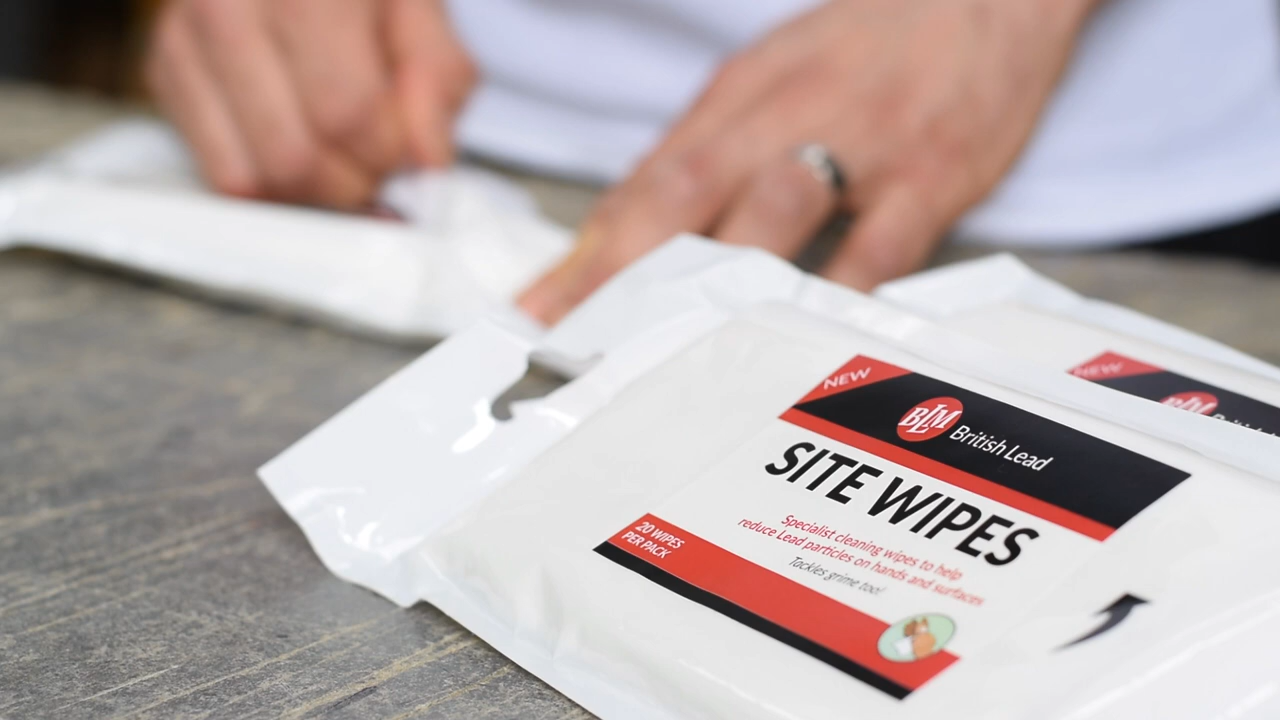 NEW
BLM British Lead
SITE WIPES
Specialist cleaning wipes to help
reduce Lead particles on hands and surfaces
Tackles grime too!
20 WIPES
PER PACK
NEW